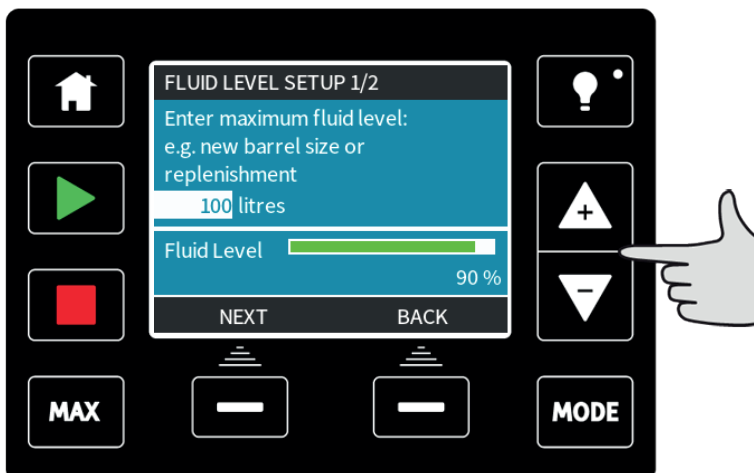 FLUID LEVEL SETUP 1/2
Enter maximum fluid level:
e.g. new barrel size or
replenishment
100 litres
Fluid Level
90 %
NEXT BACK
+
−
MAX
MODE